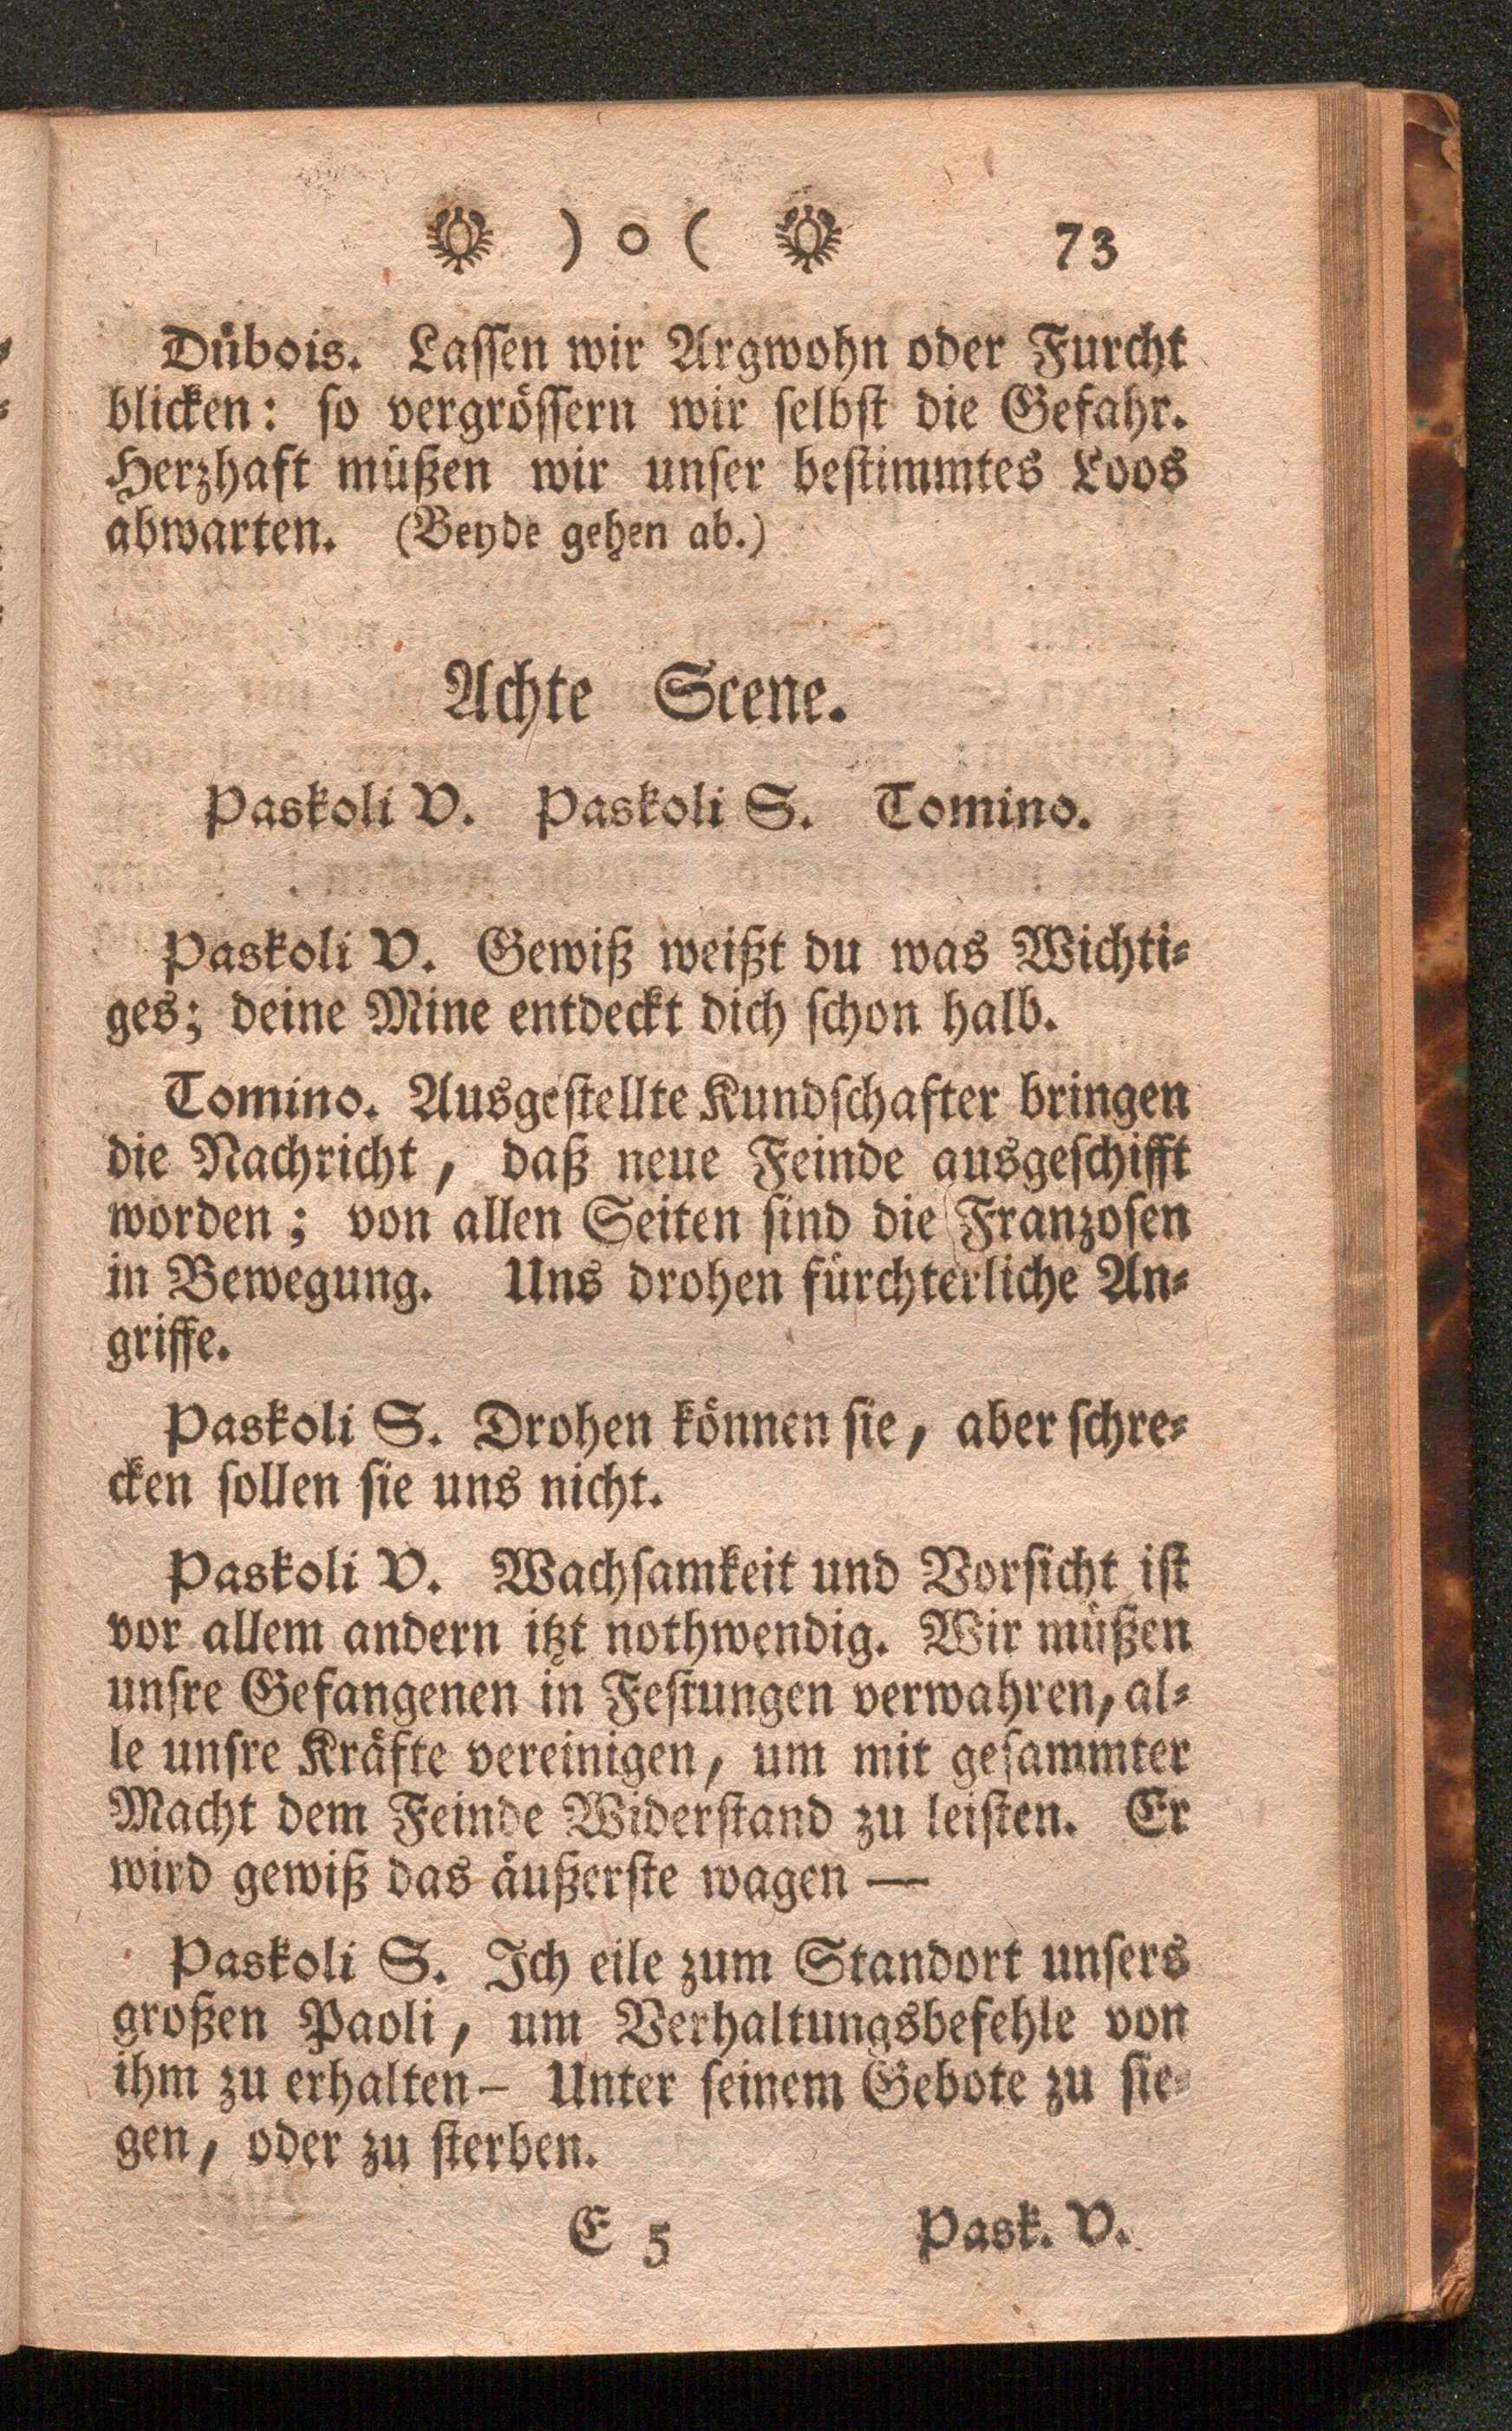 ) o ( 73
Dübois. Lassen wir Argwohn oder Furcht
blicken: so vergrössern wir selbst die Gefahr.
Herzhaft müßen wir unser bestimmtes Loos
abwarten. (Beyde gehen ab.)
Achte Scene.
Paskoli V. Paskoli S. Tomino.
Paskoli V. Gewiß weißt du was Wichti-
ges; deine Mine entdeckt dich schon halb.
Tomino. Ausgestellte Kundschafter bringen
die Nachricht, daß neue Feinde ausgeschifft
worden; von allen Seiten sind die Franzosen
in Bewegung. Uns drohen fürchterliche An-
griffe.
Paskoli S. Drohen können sie, aber schre-
cken sollen sie uns nicht.
Paskoli V. Wachsamkeit und Vorsicht ist
vor allem andern itzt nothwendig. Wir müßen
unsre Gefangenen in Festungen verwahren, al-
le unsre Kräfte vereinigen, um mit gesammter
Macht dem Feinde Widerstand zu leisten. Er
wird gewiß das äußerste wagen —
Paskoli S. Ich eile zum Standort unsers
großen Paoli, um Verhaltungsbefehle von
ihm zu erhalten — Unter seinem Gebote zu sie-
gen, oder zu sterben.
E 5 Pask. V.